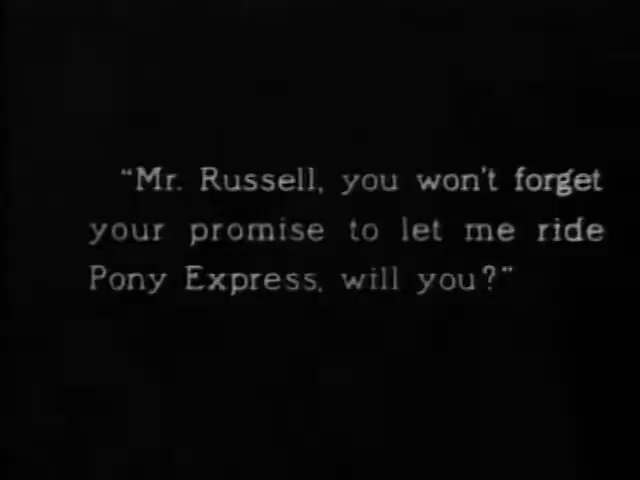 "Mr. Russell, you won't forget
your promise to let me ride
Pony Express, will you?"